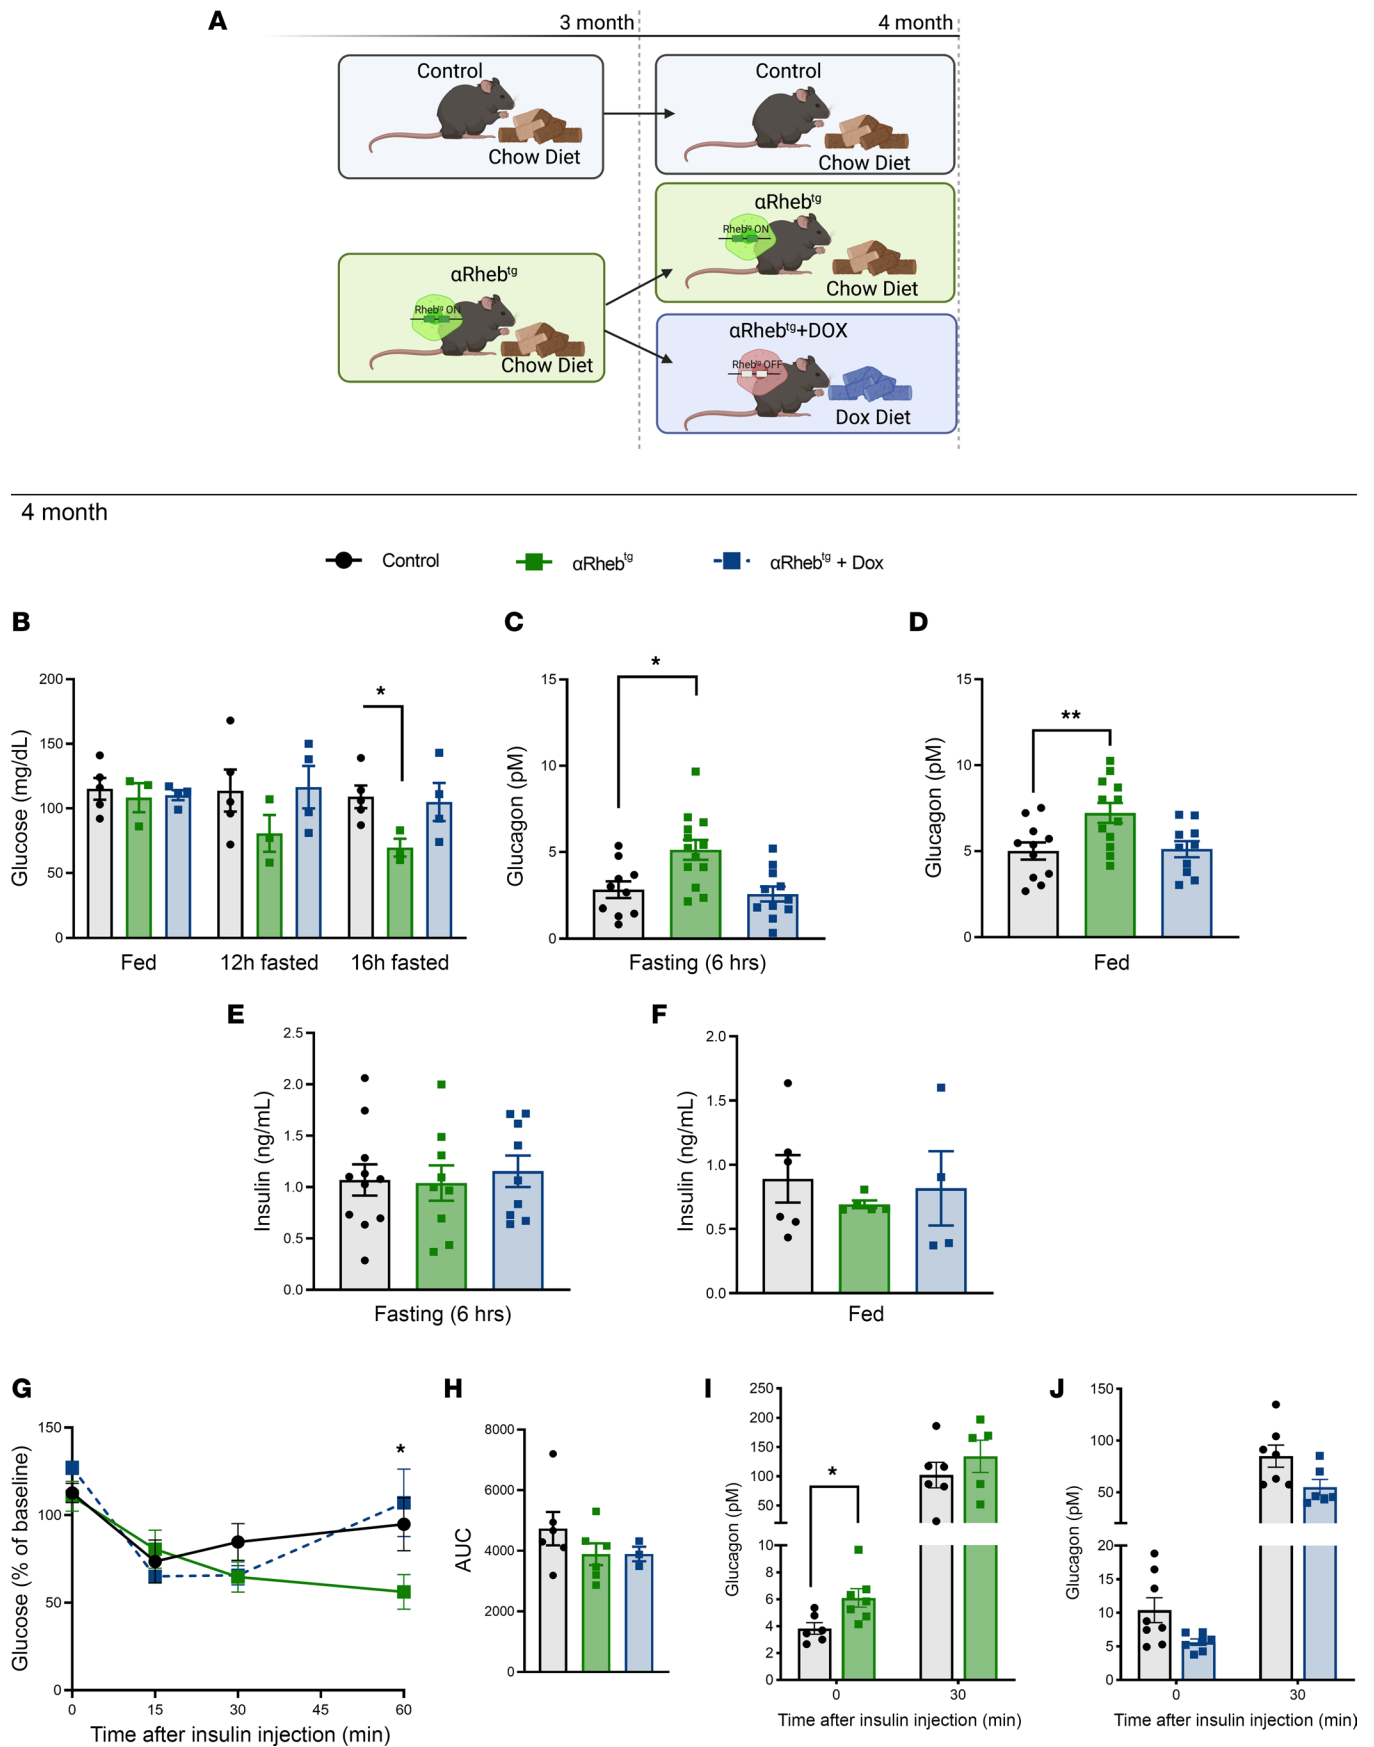 A
3 month
4 month
Control
Chow Diet
Control
Chow Diet
αRhebtg
Rhebtg ON
Chow Diet
αRhebtg
Rhebtg ON
Chow Diet
αRhebtg+DOX
Rhebtg OFF
Dox Diet
4 month
Control
αRhebtg
αRhebtg + Dox
B
Glucose (mg/dL)
200
150
100
50
0
*
Fed
12h fasted
16h fasted
C
Glucagon (pM)
15
10
5
0
*
Fasting (6 hrs)
D
Glucagon (pM)
15
10
5
0
**
Fed
E
Insulin (ng/mL)
2.5
2.0
1.5
1.0
0.5
0.0
Fasting (6 hrs)
F
Insulin (ng/mL)
2.0
1.5
1.0
0.5
0.0
Fed
G
Glucose (% of baseline)
150
100
50
0
*
0
15
30
45
60
Time after insulin injection (min)
H
AUC
8000
6000
4000
2000
0
I
Glucagon (pM)
250
200
150
100
50
10
8
6
4
2
0
*
0
30
Time after insulin injection (min)
J
Glucagon (pM)
150
100
50
20
15
10
5
0
0
30
Time after insulin injection (min)